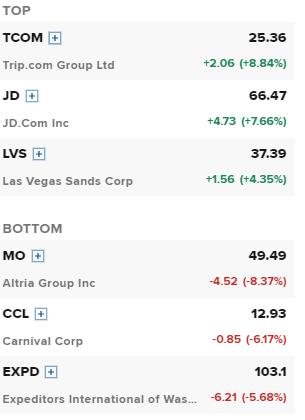 TOP
TCOM + 25.36
Trip.com Group Ltd +2.06 (+8.84%)
JD + 66.47
JD.Com Inc +4.73 (+7.66%)
LVS + 37.39
Las Vegas Sands Corp +1.56 (+4.35%)
BOTTOM
MO + 49.49
Altria Group Inc -4.52 (-8.37%)
CCL + 12.93
Carnival Corp -0.85 (-6.17%)
EXPD + 103.1
Expeditors International of Was... -6.21 (-5.68%)